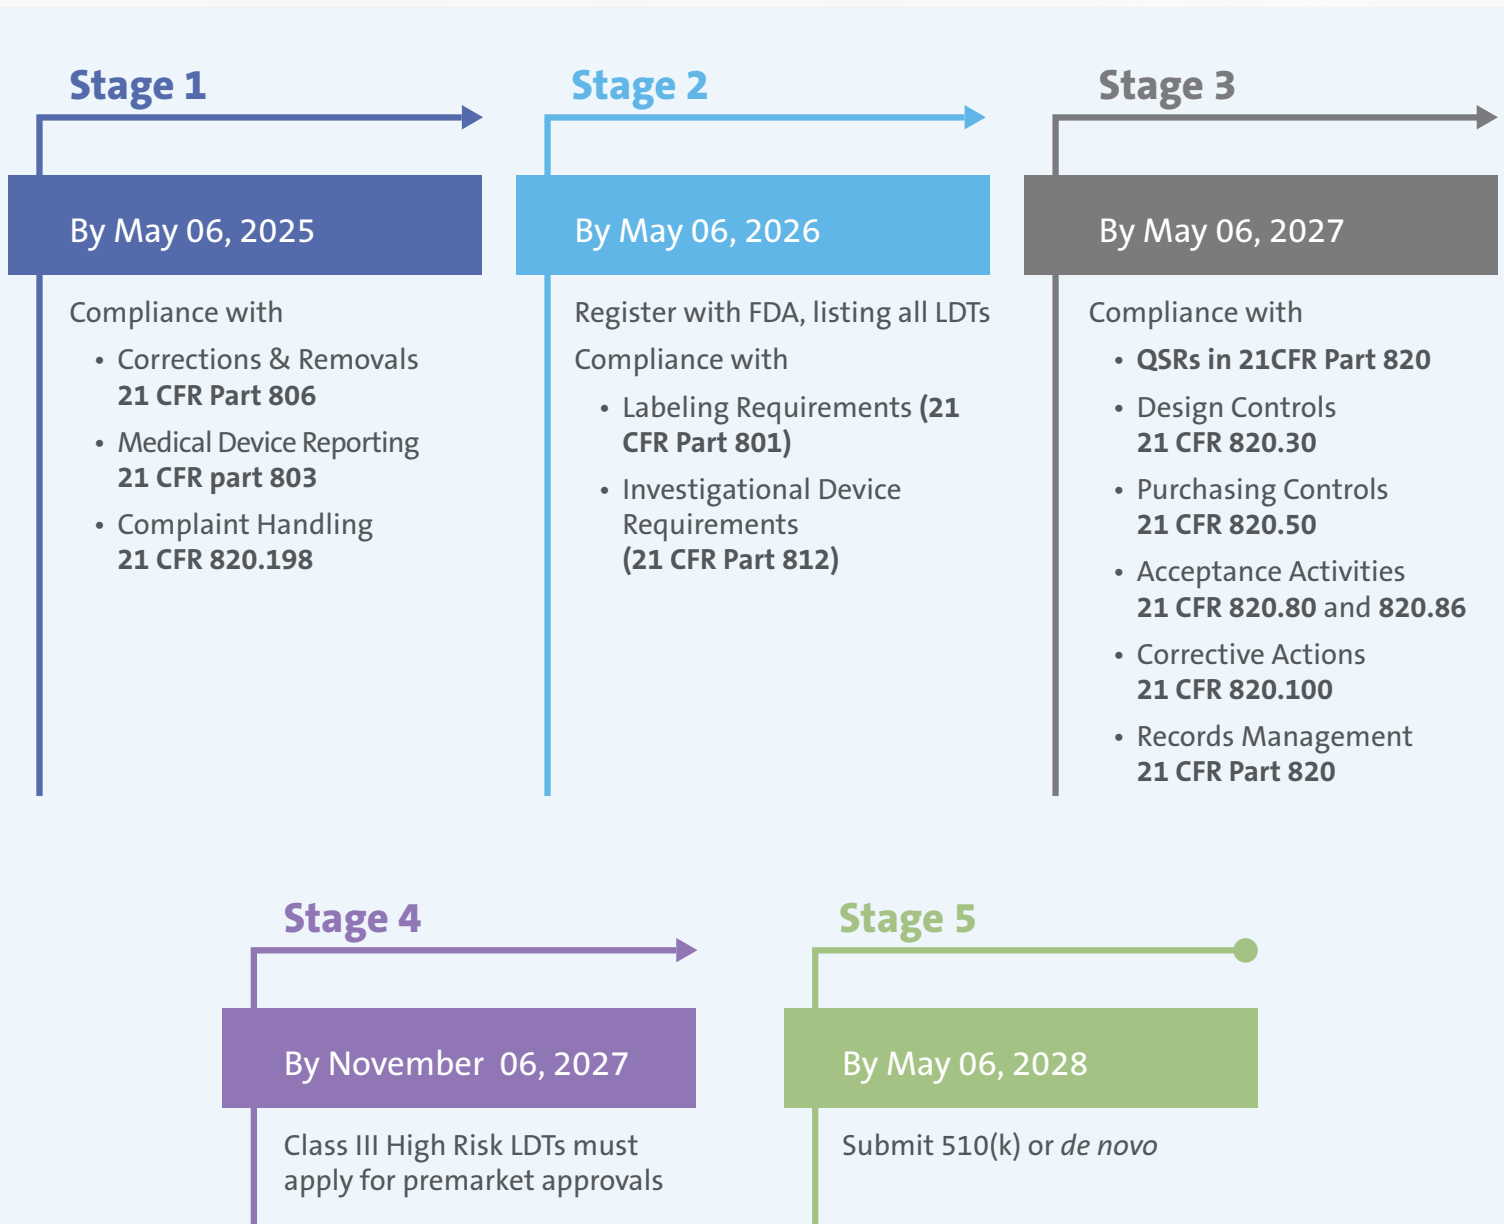 Stage 1
By May 06, 2025
Compliance with
• Corrections & Removals
21 CFR Part 806
• Medical Device Reporting
21 CFR part 803
• Complaint Handling
21 CFR 820.198
Stage 2
By May 06, 2026
Register with FDA, listing all LDTs
Compliance with
• Labeling Requirements (21
CFR Part 801)
• Investigational Device
Requirements
(21 CFR Part 812)
Stage 3
By May 06, 2027
Compliance with
• QSRs in 21CFR Part 820
• Design Controls
21 CFR 820.30
• Purchasing Controls
21 CFR 820.50
• Acceptance Activities
21 CFR 820.80 and 820.86
• Corrective Actions
21 CFR 820.100
• Records Management
21 CFR Part 820
Stage 4
By November 06, 2027
Class III High Risk LDTs must
apply for premarket approvals
Stage 5
By May 06, 2028
Submit 510(k) or de novo